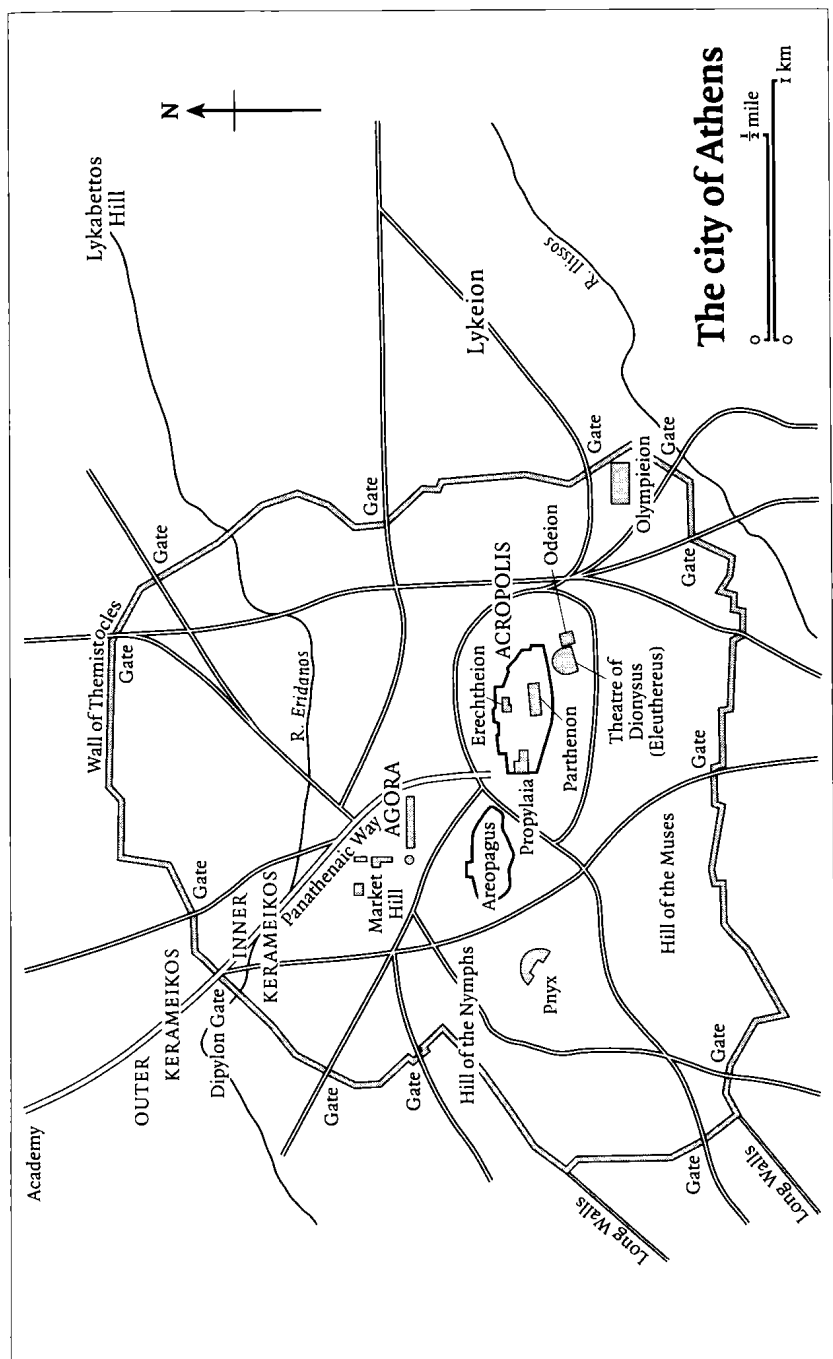 Academy
OUTER
KERAMEIKOS
Dipylon Gate
INNER
KERAMEIKOS
Gate
Wall of Themistocles
Gate
Gate
Lykabettos
Hill
N
R. Eridanos
Panathenaic Way
AGORA
Market
Hill
Gate
Gate
Gate
Hill of the Nymphs
Areopagus
Pnyx
Propylaia
Erechtheion
Parthenon
ACROPOLIS
Odeion
Theatre of
Dionysus
(Eleuthereus)
Olympieion
Lykeion
R. Ilissos
Gate
Gate
Gate
Gate
Hill of the Muses
Gate
Gate
Long Walls
Long Walls
The city of Athens
0
½ mile
0
1 km